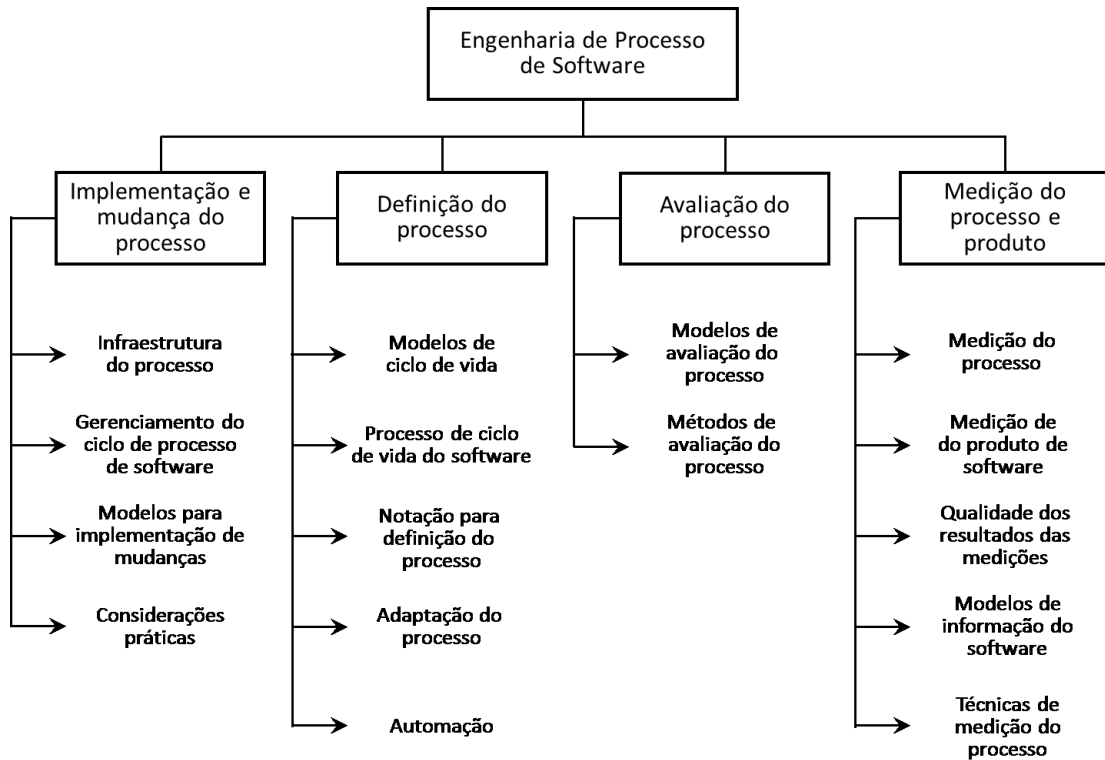 Engenharia de Processo
de Software
Implementação e
mudança do
processo
Infraestrutura
do processo
Gerenciamento do
ciclo de processo
de software
Modelos para
implementação de
mudanças
Considerações
práticas
Definição do
processo
Modelos de
ciclo de vida
Processo de ciclo
de vida do software
Notação para
definição do
processo
Adaptação do
processo
Automação
Avaliação do
processo
Modelos de
avaliação do
processo
Métodos de
avaliação do
processo
Medição do
processo e
produto
Medição do
processo
Medição de
do produto de
software
Qualidade dos
resultados das
medições
Modelos de
informação do
software
Técnicas de
medição do
processo